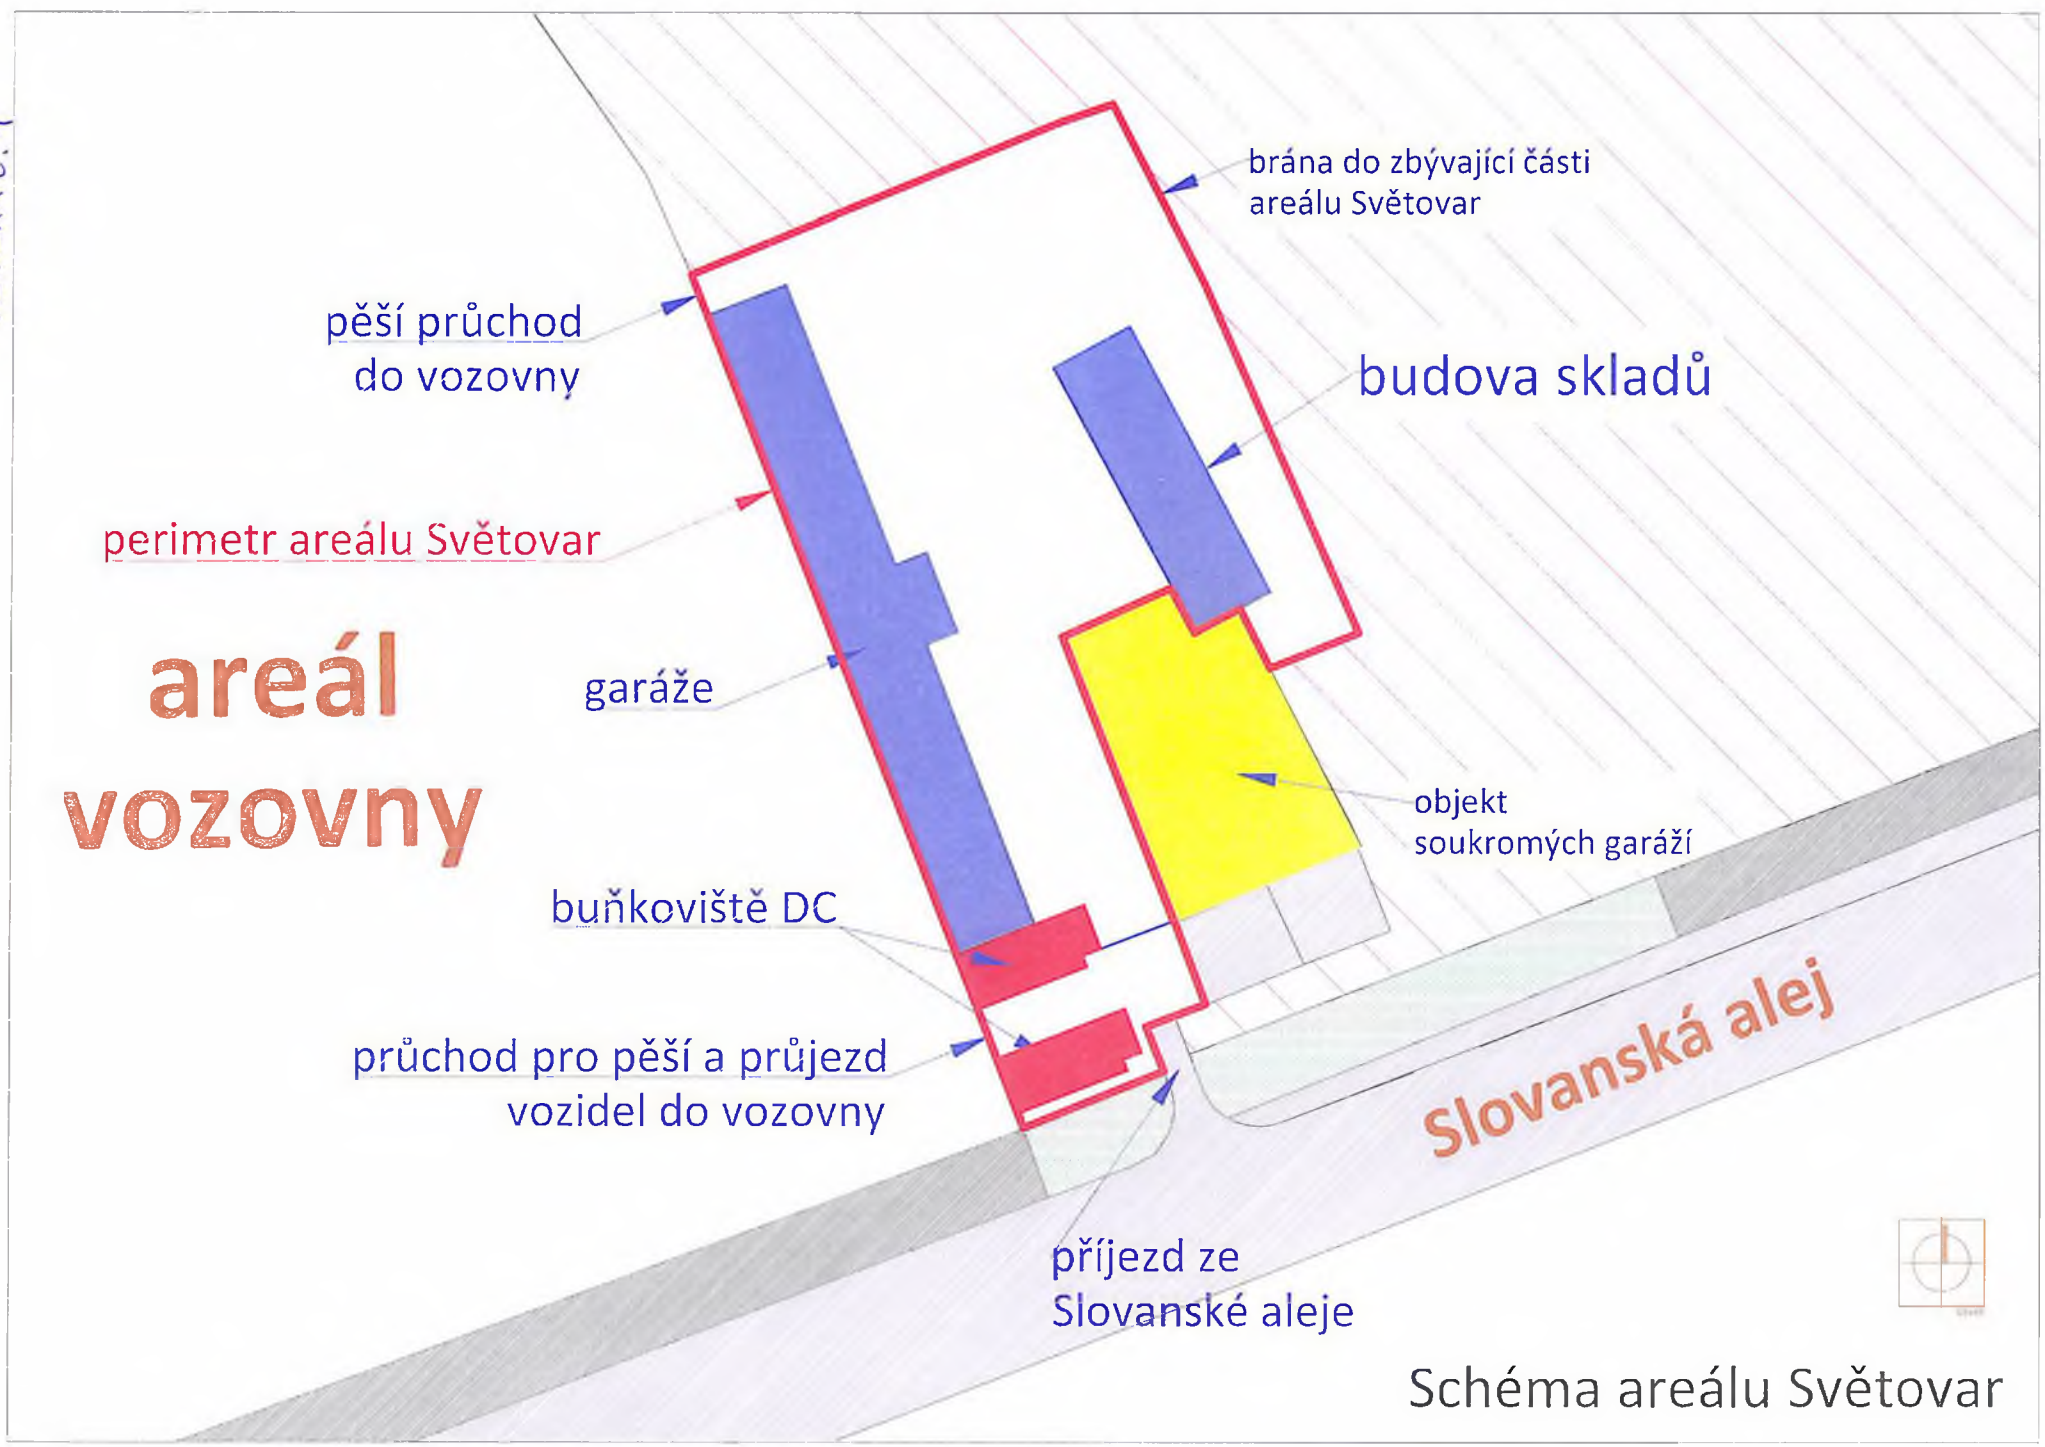 brána do zbývající části
areálu Světovar
pěší průchod
do vozovny
budova skladů
perimetr areálu Světovar
areál
vozovny
garáže
objekt
soukromých garáží
buňkoviště DC
průchod pro pěší a průjezd
vozidel do vozovny
Slovanská alej
příjezd ze
Slovanské aleje
Schéma areálu Světovar